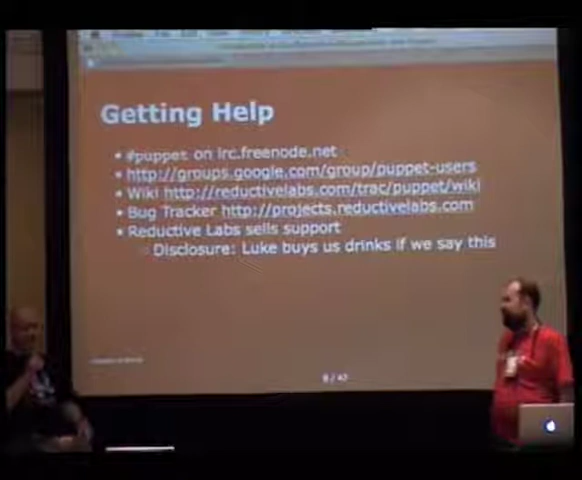 Getting Help
• #puppet on irc.freenode.net
• http://groups.google.com/group/puppet-users
• Wiki http://reductivelabs.com/trac/puppet/wiki
• Bug Tracker http://projects.reductivelabs.com
• Reductive Labs sells support
○ Disclosure: Luke buys us drinks if we say this